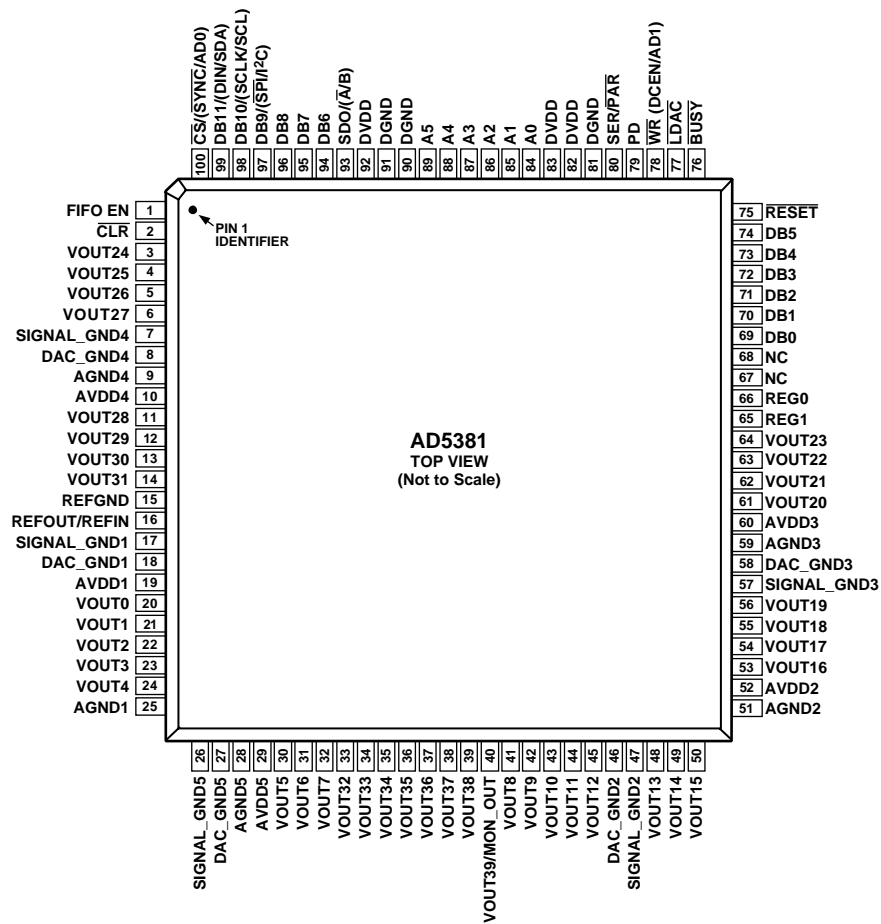 CS/(SYNC/AD0)
DB11/(DIN/SDA)
DB10/(SCLK/SCL)
DB9/(SPI/I²C)
DB8
DB7
DB6
SDO/(A/B)
DVDD
DGND
DGND
A5
A4
A3
A2
A1
A0
DVDD
DVDD
DGND
SER/PAR
PD
WR (DCEN/AD1)
LDAC
BUSY
100
99
98
97
96
95
94
93
92
91
90
89
88
87
86
85
84
83
82
81
80
79
78
77
76
FIFO EN 1
CLR 2
VOUT24 3
VOUT25 4
VOUT26 5
VOUT27 6
SIGNAL_GND4 7
DAC_GND4 8
AGND4 9
AVDD4 10
VOUT28 11
VOUT29 12
VOUT30 13
VOUT31 14
REFGND 15
REFOUT/REFIN 16
SIGNAL_GND1 17
DAC_GND1 18
AVDD1 19
VOUT0 20
VOUT1 21
VOUT2 22
VOUT3 23
VOUT4 24
AGND1 25
PIN 1
IDENTIFIER
AD5381
TOP VIEW
(Not to Scale)
75 RESET
74 DB5
73 DB4
72 DB3
71 DB2
70 DB1
69 DB0
68 NC
67 NC
66 REG0
65 REG1
64 VOUT23
63 VOUT22
62 VOUT21
61 VOUT20
60 AVDD3
59 AGND3
58 DAC_GND3
57 SIGNAL_GND3
56 VOUT19
55 VOUT18
54 VOUT17
53 VOUT16
52 AVDD2
51 AGND2
26
27
28
29
30
31
32
33
34
35
36
37
38
39
40
41
42
43
44
45
46
47
48
49
50
SIGNAL_GND5
DAC_GND5
AGND5
AVDD5
VOUT5
VOUT6
VOUT7
VOUT32
VOUT33
VOUT34
VOUT35
VOUT36
VOUT37
VOUT38
VOUT39/MON_OUT
VOUT8
VOUT9
VOUT10
VOUT11
VOUT12
DAC_GND2
SIGNAL_GND2
VOUT13
VOUT14
VOUT15